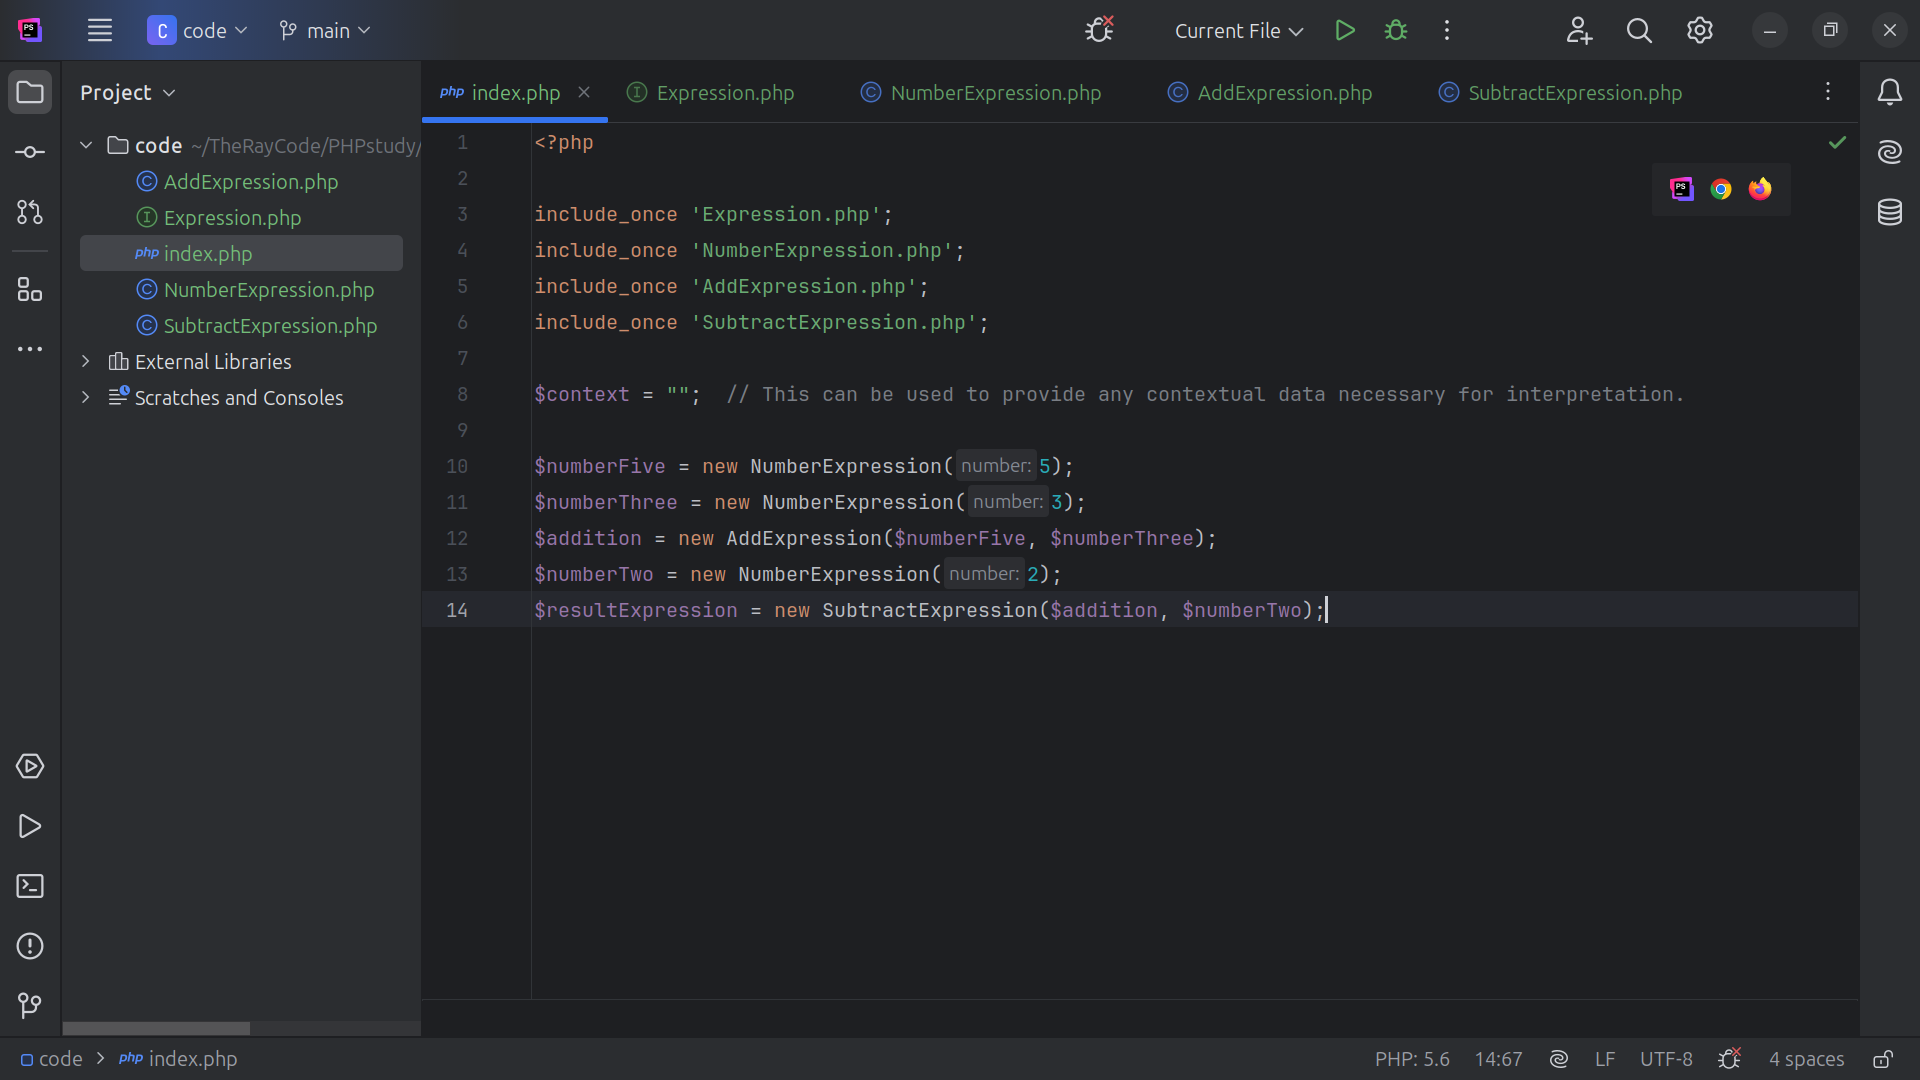 PS C code main Current File
Project
php index.php Expression.php NumberExpression.php AddExpression.php SubtractExpression.php
code ~/TheRayCode/PHPstudy/
AddExpression.php
Expression.php
php index.php
NumberExpression.php
SubtractExpression.php
External Libraries
Scratches and Consoles
1 <?php
2
3 include_once 'Expression.php';
4 include_once 'NumberExpression.php';
5 include_once 'AddExpression.php';
6 include_once 'SubtractExpression.php';
7
8 $context = "";  // This can be used to provide any contextual data necessary for interpretation.
9
10 $numberFive = new NumberExpression( number: 5);
11 $numberThree = new NumberExpression( number: 3);
12 $addition = new AddExpression($numberFive, $numberThree);
13 $numberTwo = new NumberExpression( number: 2);
14 $resultExpression = new SubtractExpression($addition, $numberTwo);
code > php index.php PHP: 5.6 14:67 LF UTF-8 4 spaces